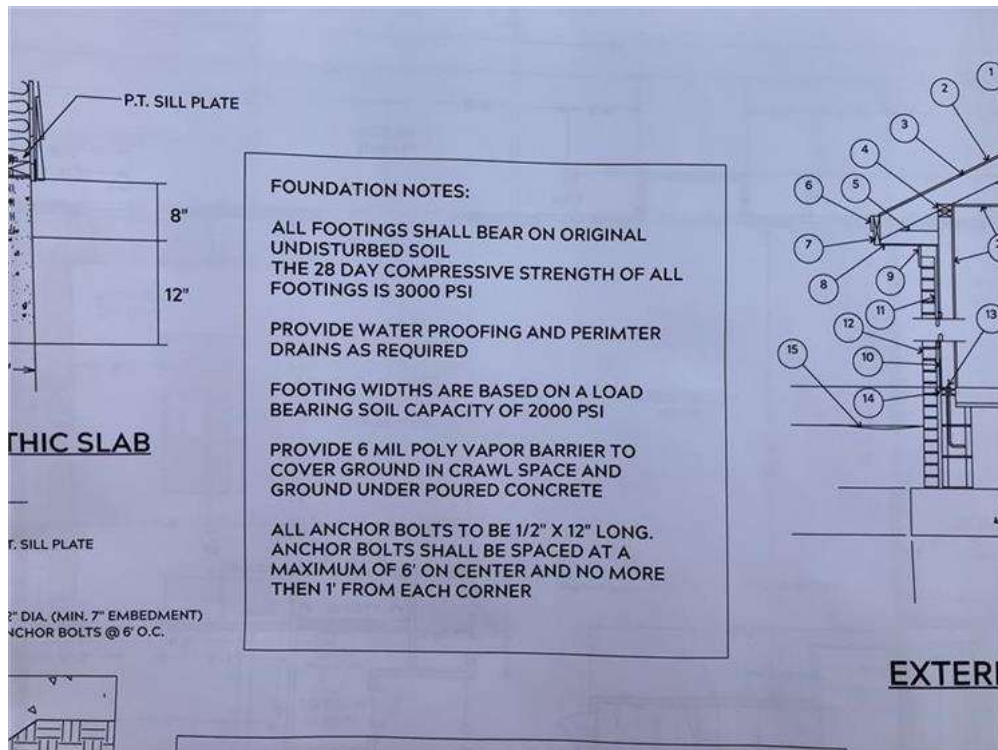 P.T. SILL PLATE
8"
12"
THIC SLAB
T. SILL PLATE
2" DIA. (MIN. 7" EMBEDMENT)
NCHOR BOLTS @ 6' O.C.
FOUNDATION NOTES:
ALL FOOTINGS SHALL BEAR ON ORIGINAL
UNDISTURBED SOIL
THE 28 DAY COMPRESSIVE STRENGTH OF ALL
FOOTINGS IS 3000 PSI
PROVIDE WATER PROOFING AND PERIMTER
DRAINS AS REQUIRED
FOOTING WIDTHS ARE BASED ON A LOAD
BEARING SOIL CAPACITY OF 2000 PSI
PROVIDE 6 MIL POLY VAPOR BARRIER TO
COVER GROUND IN CRAWL SPACE AND
GROUND UNDER POURED CONCRETE
ALL ANCHOR BOLTS TO BE 1/2" X 12" LONG.
ANCHOR BOLTS SHALL BE SPACED AT A
MAXIMUM OF 6' ON CENTER AND NO MORE
THEN 1' FROM EACH CORNER
1
2
3
4
5
6
7
8
9
11
12
13
10
15
14
EXTERI